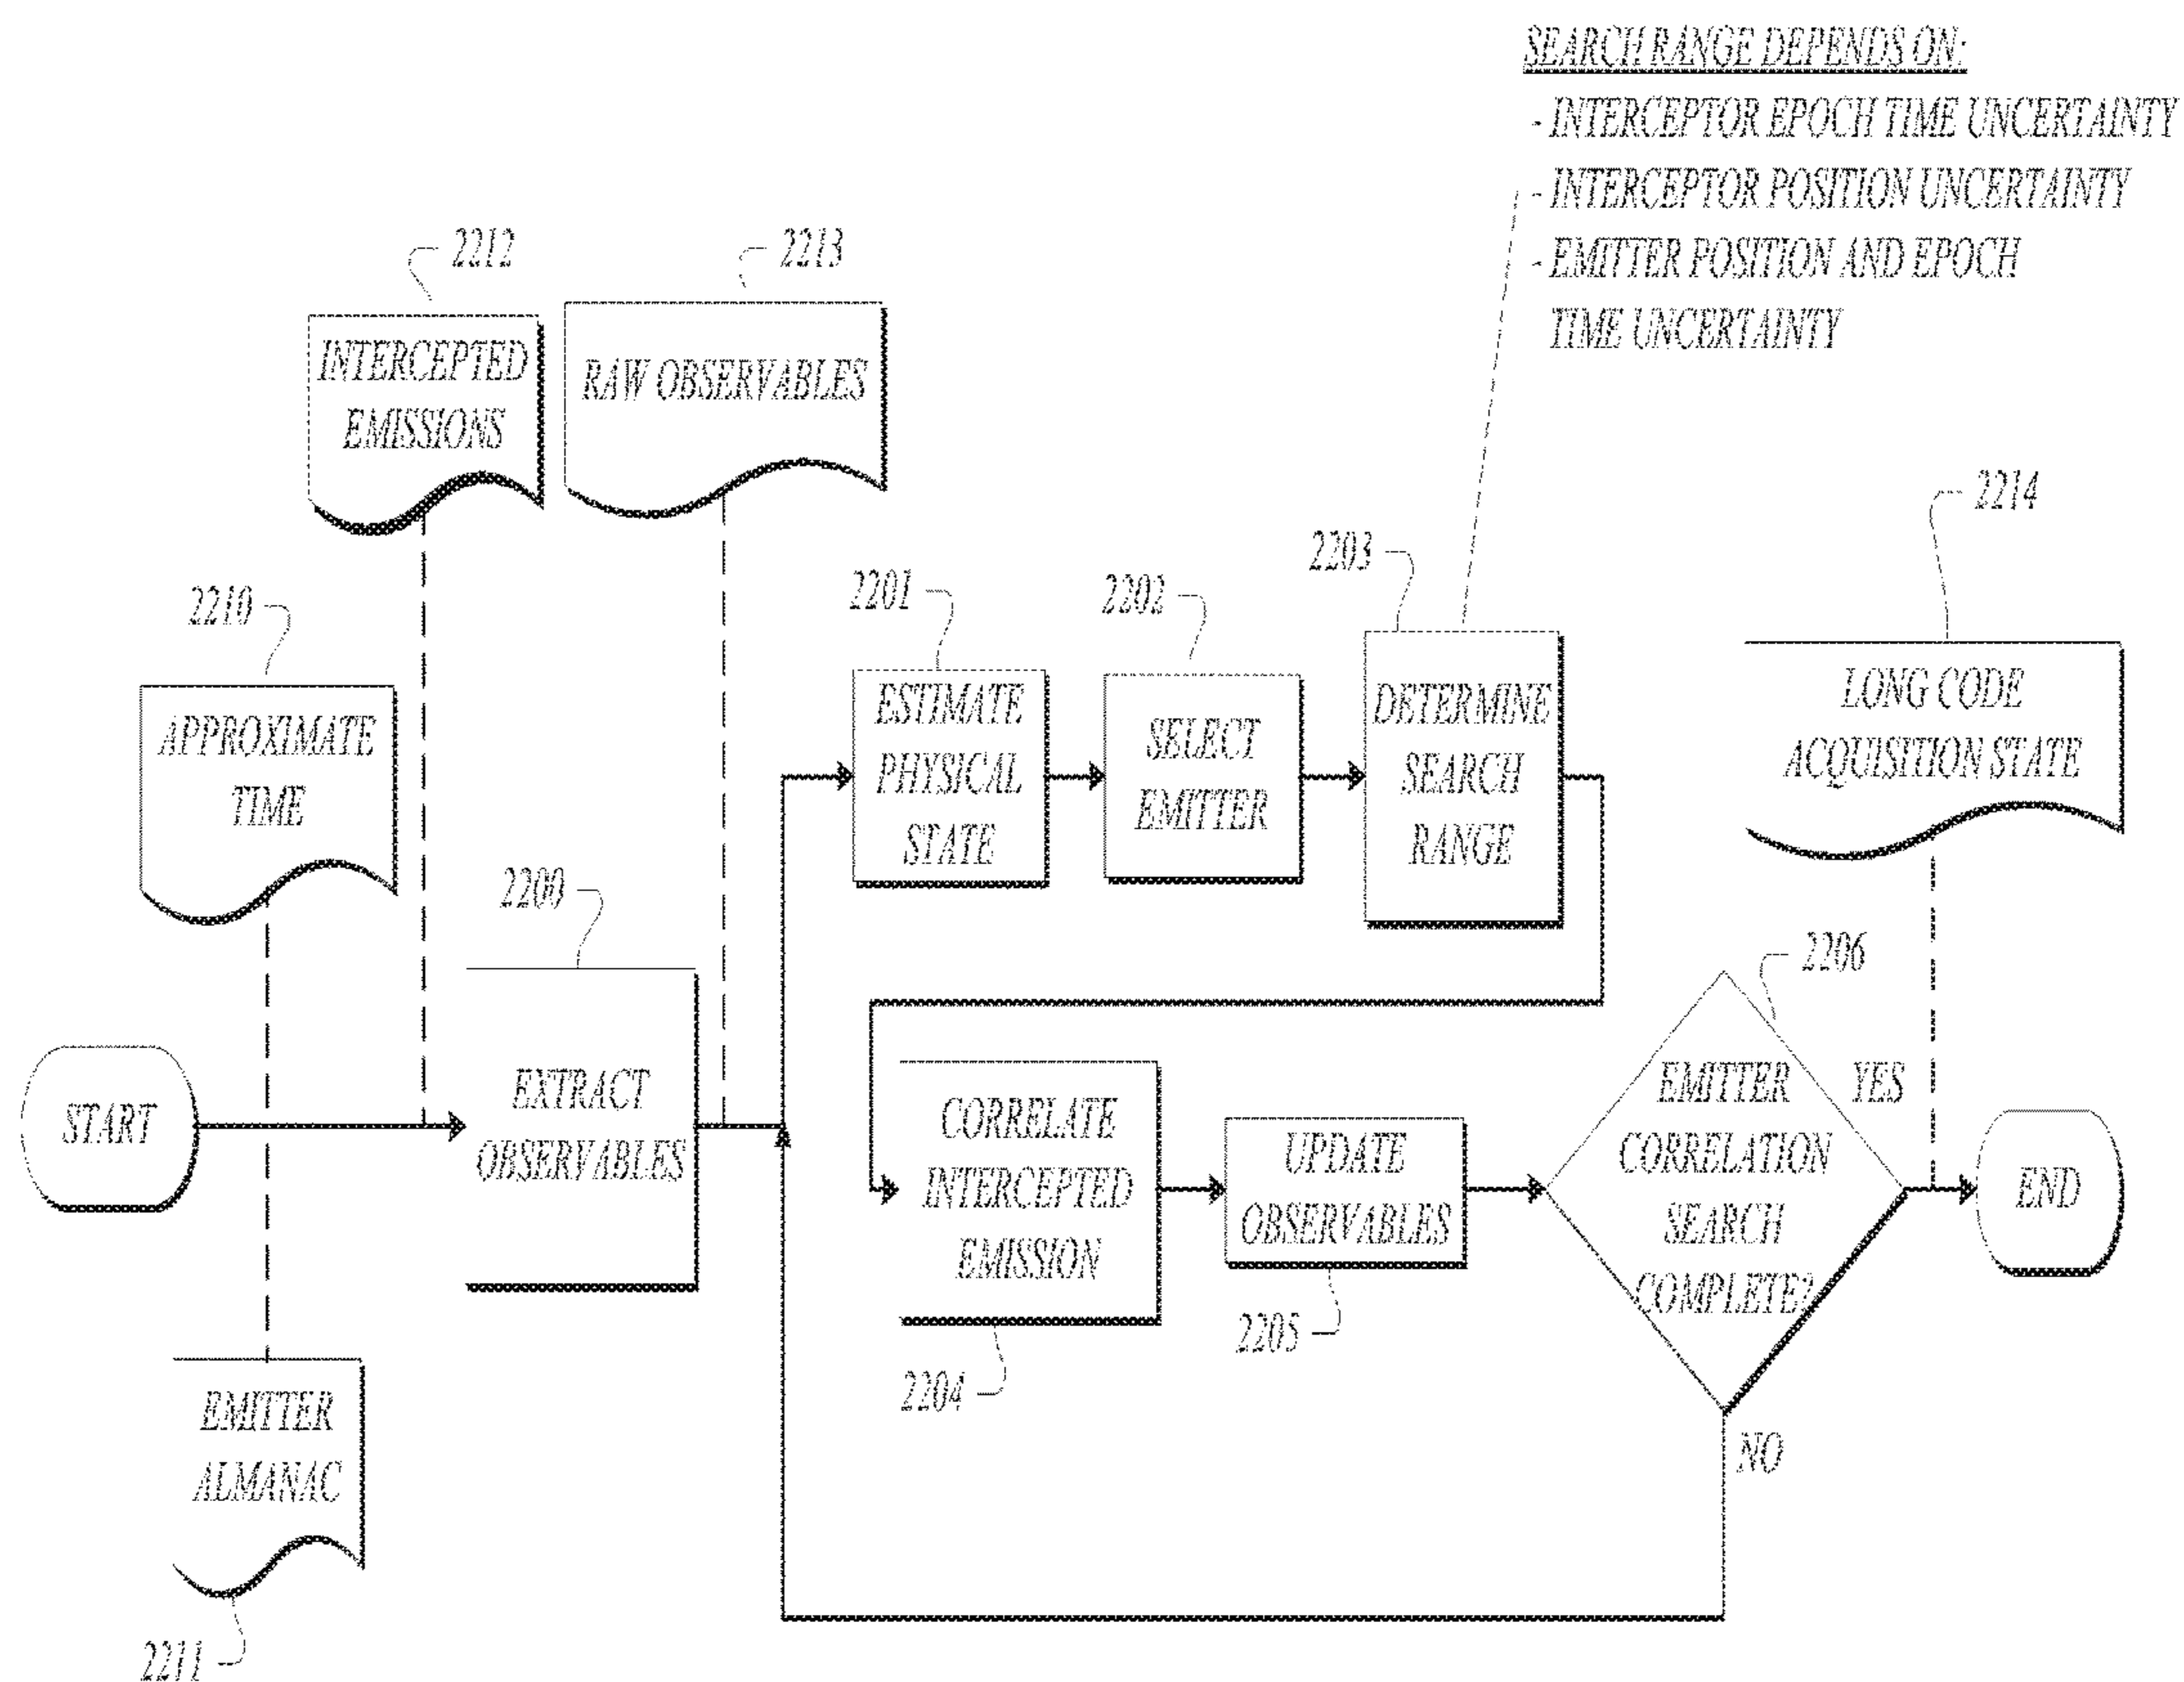 SEARCH RANGE DEPENDS ON:
- INTERCEPTOR EPOCH TIME UNCERTAINTY
- INTERCEPTOR POSITION UNCERTAINTY
- EMITTER POSITION AND EPOCH
TIME UNCERTAINTY
2212
2213
INTERCEPTED
EMISSIONS
RAW OBSERVABLES
2214
2203
2201
2202
2210
LONG CODE
ACQUISITION STATE
ESTIMATE
PHYSICAL
STATE
SELECT
EMITTER
DETERMINE
SEARCH
RANGE
APPROXIMATE
TIME
2200
2206
START
EXTRACT
OBSERVABLES
CORRELATE
INTERCEPTED
EMISSION
UPDATE
OBSERVABLES
EMITTER
CORRELATION
SEARCH
COMPLETE?
YES
END
2205
2204
NO
EMITTER
ALMANAC
2211